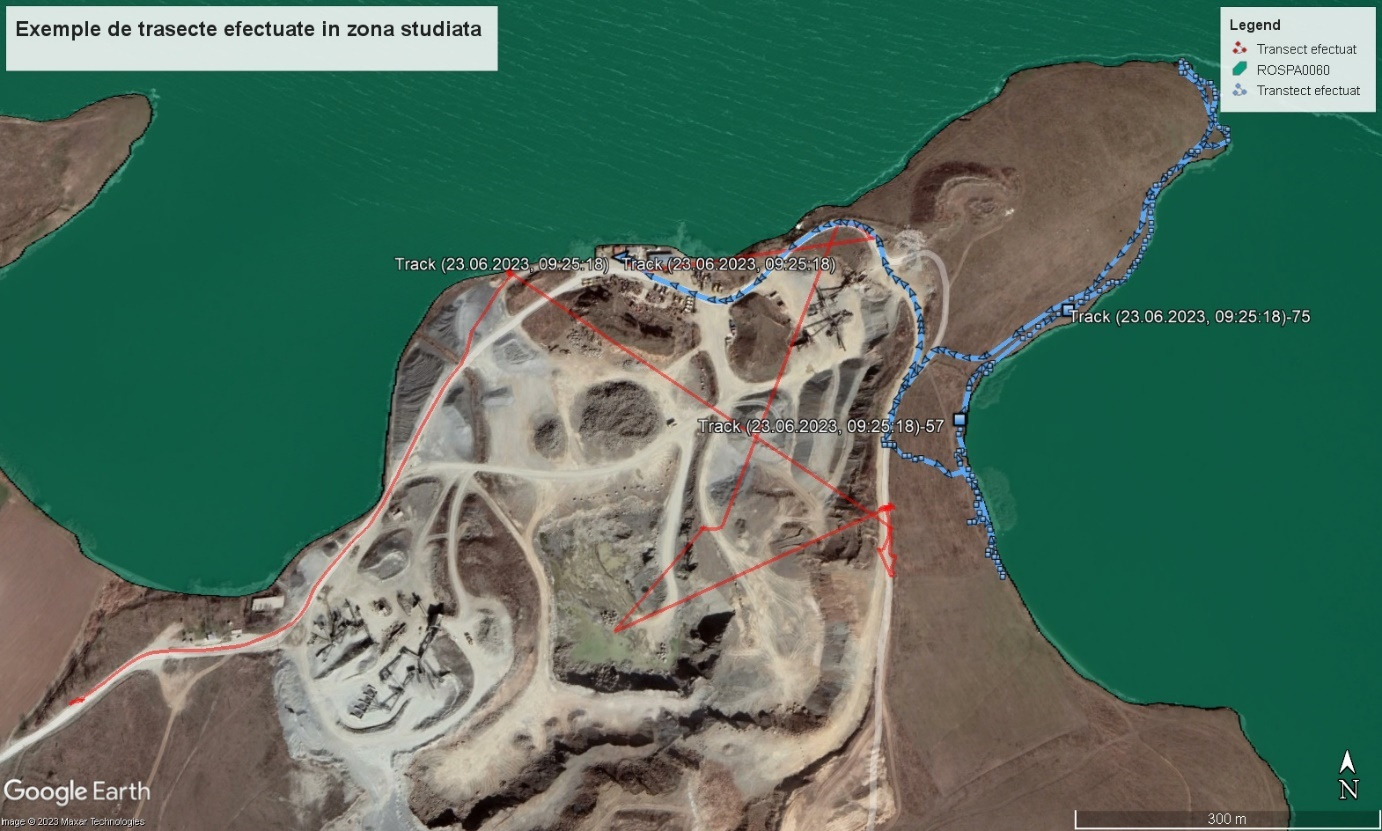 Exemple de trasecte efectuate in zona studiata
Legend
Transect efectuat
ROSPA0060
Transtect efectuat
Track (23.06.2023, 09:25:18)
Track (23.06.2023, 09:25:18)
Track (23.06.2023, 09:25:18)-75
Track (23.06.2023, 09:25:18)-57
Google Earth
Image © 2023 Maxar Technologies
N
300 m